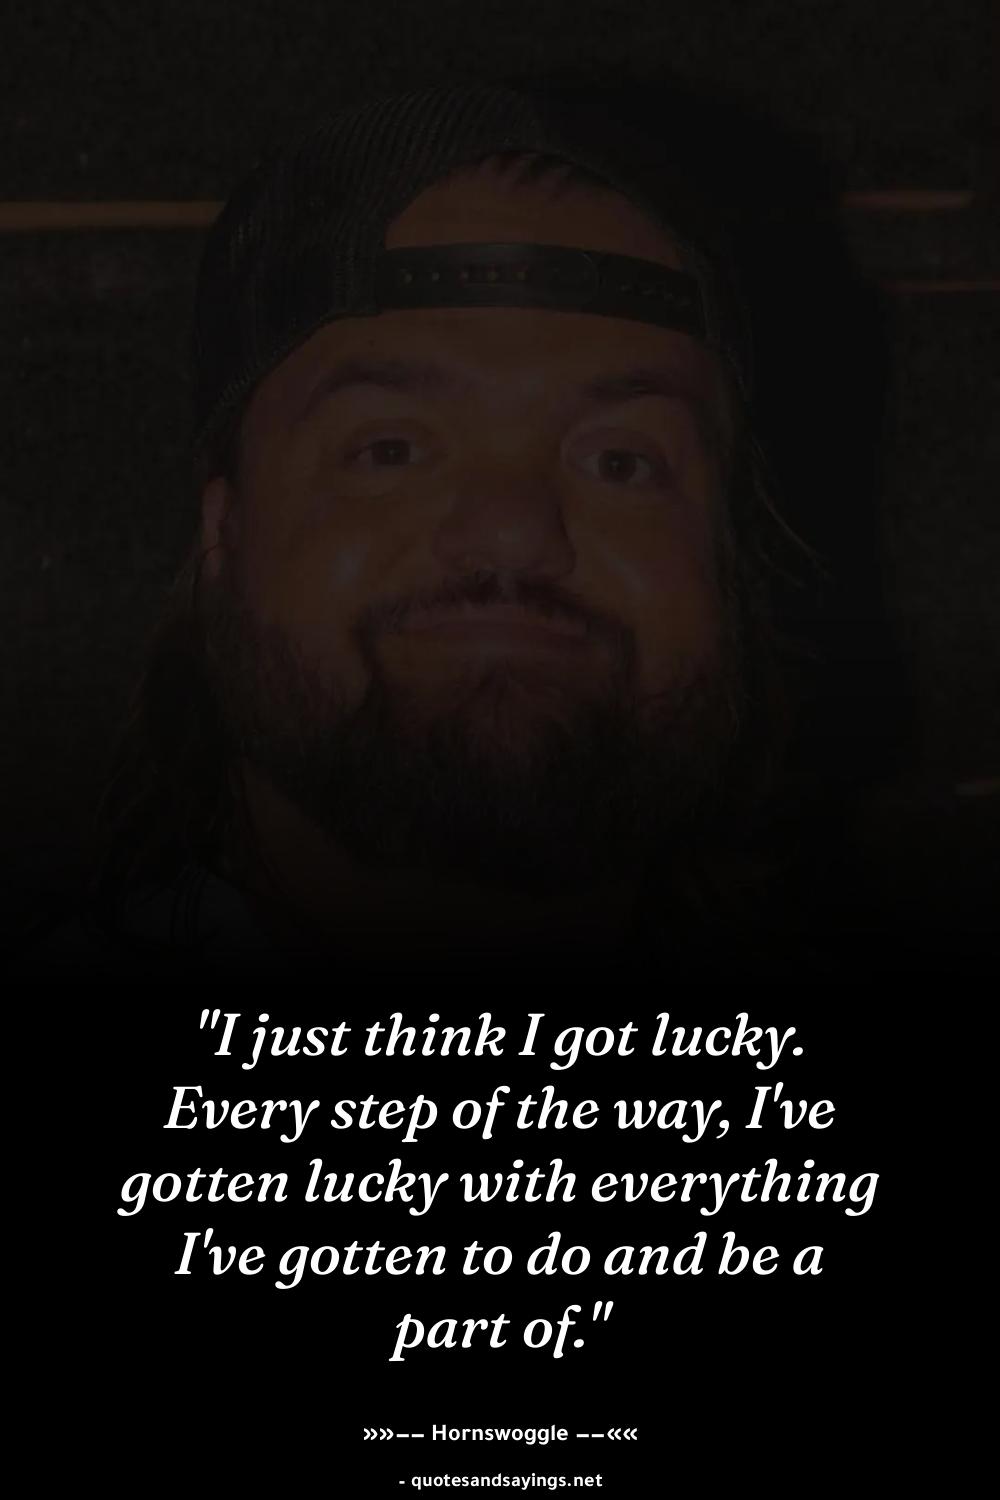 "I just think I got lucky.
Every step of the way, I've
gotten lucky with everything
I've gotten to do and be a
part of."
»»−− Hornswoggle −−««
- quotesandsayings.net